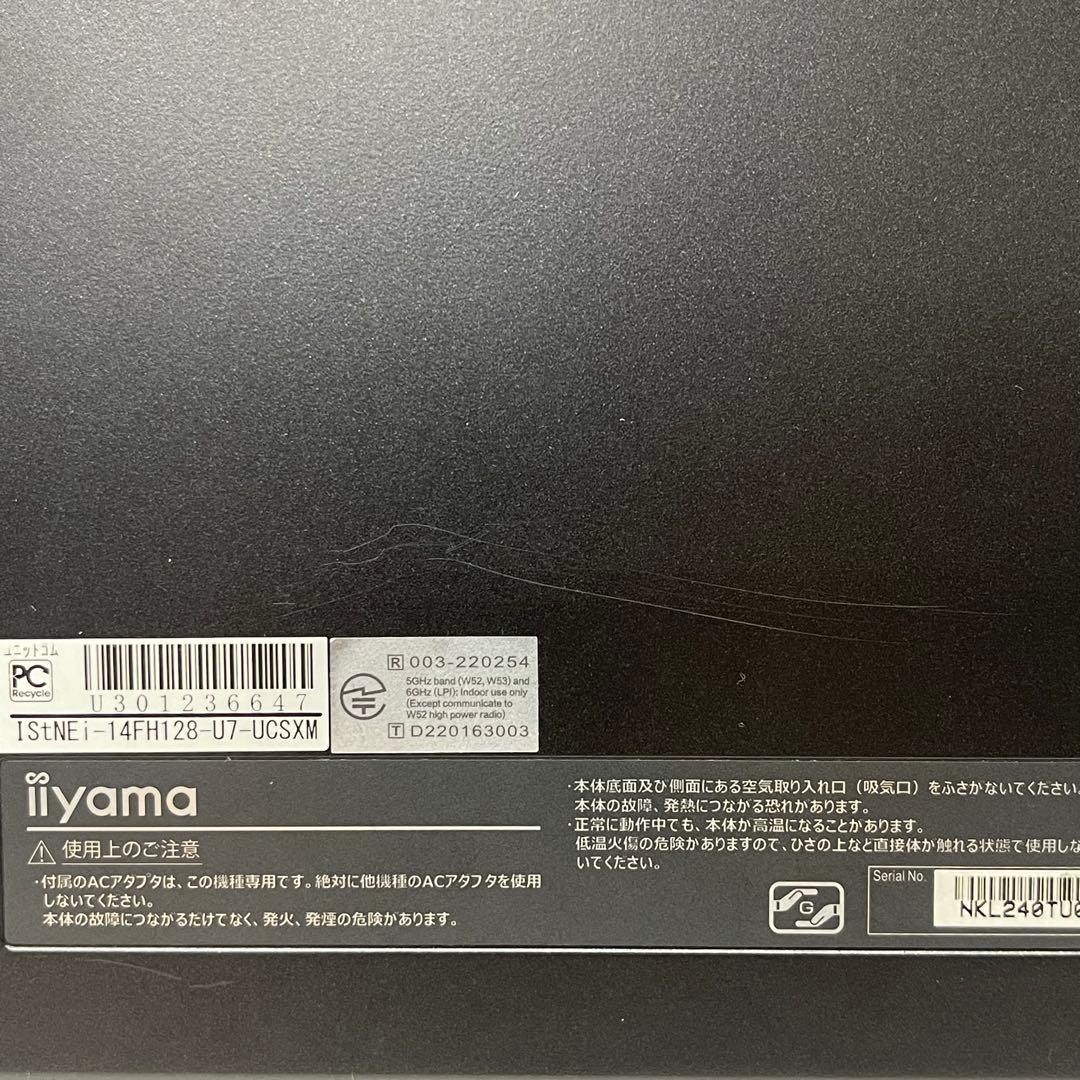 ユニットコム
PC
Recycle
U301236647
IStNEi-14FH128-U7-UCSXM
R 003-220254
5GHz band (W52, W53) and
6GHz (LPI): Indoor use only
(Except communicate to
W52 high power radio)
T D220163003
iiyama
使用上のご注意
・付属のACアダプタは、この機種専用です。絶対に他機種のACアダプタを使用
しないでください。
本体の故障につながるだけでなく、発火、発煙の危険があります。
・本体底面及び側面にある空気取り入れ口（吸気口）をふさがないでください。
本体の故障、発熱につながる恐れがあります。
・正常に動作中でも、本体が高温になることがあります。
低温火傷の危険がありますので、ひざの上など直接体が触れる状態で使用しな
いでください。
G
Serial No.
NKL240TU0